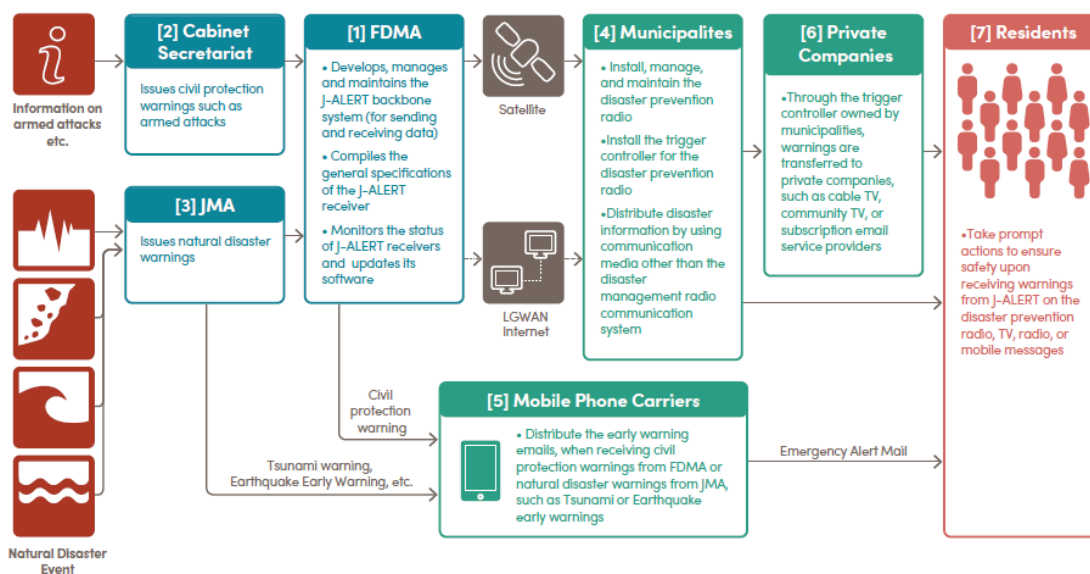 Information on
armed attacks
etc.
[2] Cabinet
Secretariat
Issues civil protection
warnings such as
armed attacks
[3] JMA
Issues natural disaster
warnings
Natural Disaster
Event
[1] FDMA
• Develops, manages
and maintains the
J-ALERT backbone
system (for sending
and receiving data)
• Compiles the
general specifications
of the J-ALERT
receiver
• Monitors the status
of J-ALERT receivers
and updates its
software
Satellite
LGWAN
Internet
[4] Municipalites
• Install, manage,
and maintain the
disaster prevention
radio
• Install the trigger
controller for the
disaster prevention
radio
•Distribute disaster
information by using
communication
media other than the
disaster
management radio
communication
system
[6] Private
Companies
•Through the trigger
controller owned by
municipalities,
warnings are
transferred to
private companies,
such as cable TV,
community TV, or
subscription email
service providers
[7] Residents
•Take prompt
actions to ensure
safety upon
receiving warnings
from J-ALERT on the
disaster prevention
radio, TV, radio, or
mobile messages
Civil
protection
warning
Tsunami warning,
Earthquake Early Warning, etc.
[5] Mobile Phone Carriers
• Distribute the early warning
emails, when receiving civil
protection warnings from FDMA or
natural disaster warnings from JMA,
such as Tsunami or Earthquake
early warnings
Emergency Alert Mail